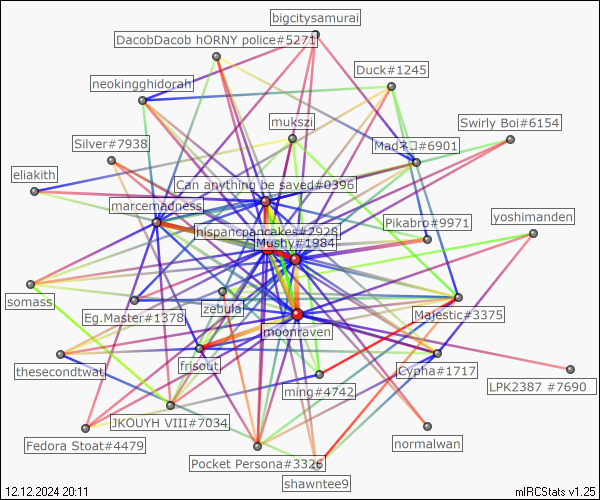 bigcitysamurai
DacobDacob hORNY police#5271
Duck#1245
neokingghidorah
mukszi
Swirly Boi#6154
Silver#7938
Madネコ#6901
eliakith
Can anything be saved#0396
marcemadness
Pikabro#9971
yoshimanden
hispancpancakes#2928
Mushy#1984
somass
Eg.Master#1378
zebula
Majestic#3375
moonraven
thesecondtwat
frisout
Cypha#1717
ming#4742
LPK2387 #7690
JKOUYH VIII#7034
Fedora Stoat#4479
normalwan
Pocket Persona#3326
shawntee9
12.12.2024 20:11
mIRCStats v1.25